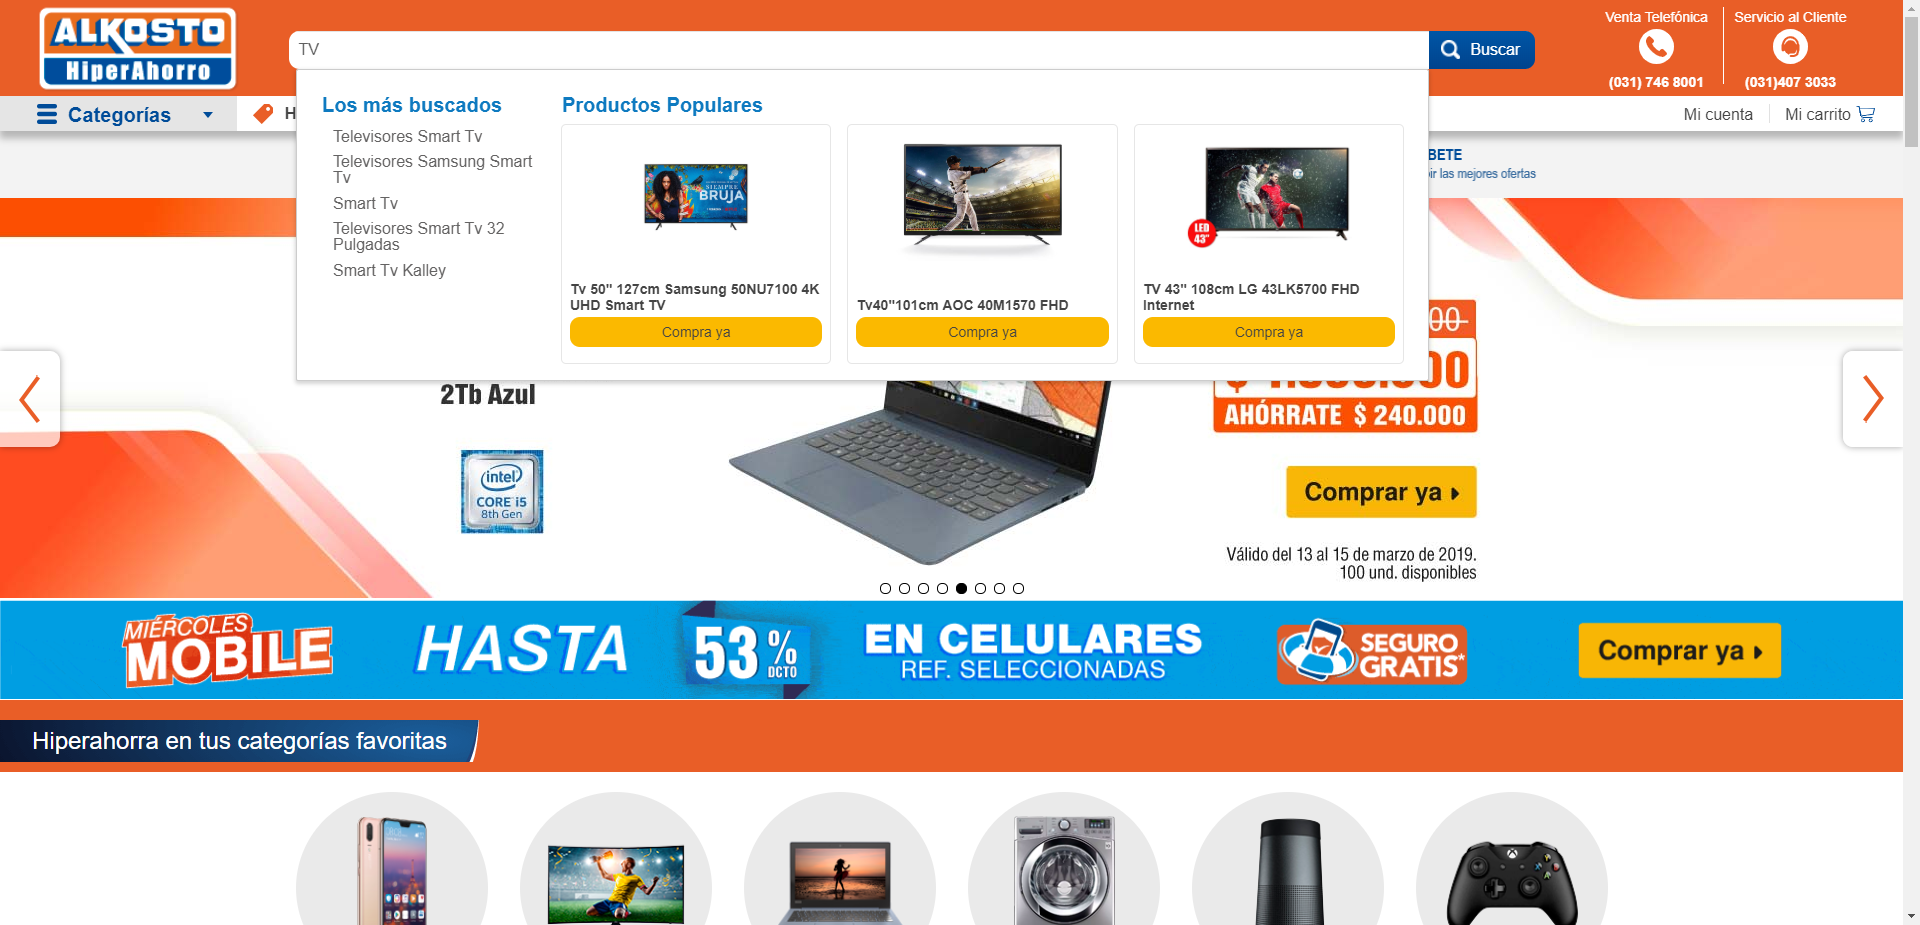 ALKOSTO
HiperAhorro
TV
Buscar
Venta Telefónica
(031) 746 8001
Servicio al Cliente
(031)407 3033
Categorías
H
Mi cuenta
Mi carrito
Los más buscados
Televisores Smart Tv
Televisores Samsung Smart
Tv
Smart Tv
Televisores Smart Tv 32
Pulgadas
Smart Tv Kalley
Productos Populares
SIEMPRE
BRUJA
Tv 50" 127cm Samsung 50NU7100 4K
UHD Smart TV
Compra ya
Tv40"101cm AOC 40M1570 FHD
Compra ya
LED
43"
TV 43" 108cm LG 43LK5700 FHD
Internet
Compra ya
BETE
ir las mejores ofertas
2Tb Azul
intel
CORE i5
8th Gen
AHÓRRATE $ 240.000
Comprar ya
Válido del 13 al 15 de marzo de 2019.
100 und. disponibles
MIÉRCOLES
MOBILE
HASTA
53%
DCTO
EN CELULARES
REF. SELECCIONADAS
SEGURO
GRATIS*
Comprar ya
Hiperahorra en tus categorías favoritas